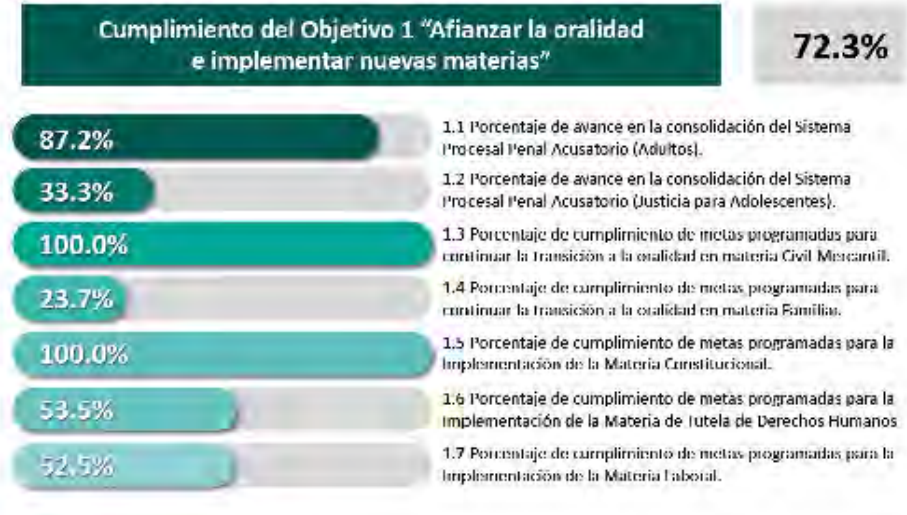 Cumplimiento del Objetivo 1 “Afianzar la oralidad
e implementar nuevas materias”
72.3%
87.2%
1.1 Porcentaje de avance en la consolidación del Sistema
Procesal Penal Acusatorio (Adultos).
33.3%
1.2 Porcentaje de avance en la consolidación del Sistema
Procesal Penal Acusatorio (Justicia para Adolescentes).
100.0%
1.3 Porcentaje de cumplimiento de metas programadas para
continuar la transición a la oralidad en materia Civil Mercantil.
23.7%
1.4 Porcentaje de cumplimiento de metas programadas para
continuar la transición a la oralidad en materia Familiar.
100.0%
1.5 Porcentaje de cumplimiento de metas programadas para la
Implementación de la Materia Constitucional.
53.5%
1.6 Porcentaje de cumplimiento de metas programadas para la
Implementación de la Materia de Tutela de Derechos Humanos
52.5%
1.7 Porcentaje de cumplimiento de metas programadas para la
Implementación de la Materia Laboral.